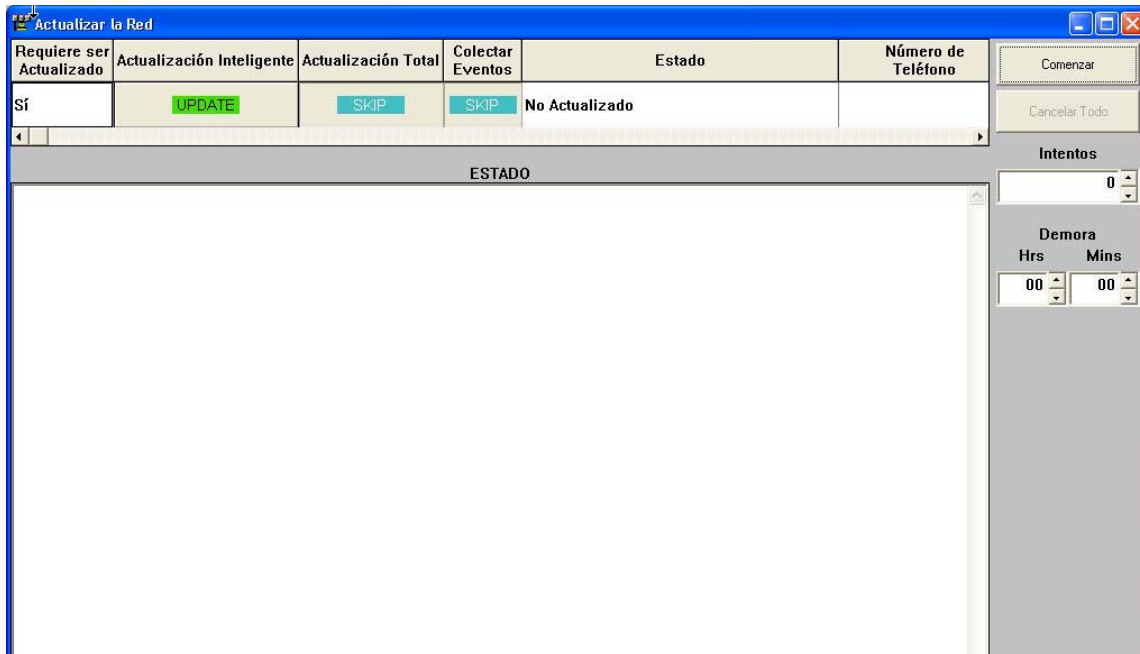 Actualizar la Red
Requiere ser Actualizado
Actualización Inteligente
Actualización Total
Colectar Eventos
Estado
Número de Teléfono
Comenzar
Sí
UPDATE
SKIP
SKIP
No Actualizado
Cancelar Todo
ESTADO
Intentos
0
Demora
Hrs Mins
00 00